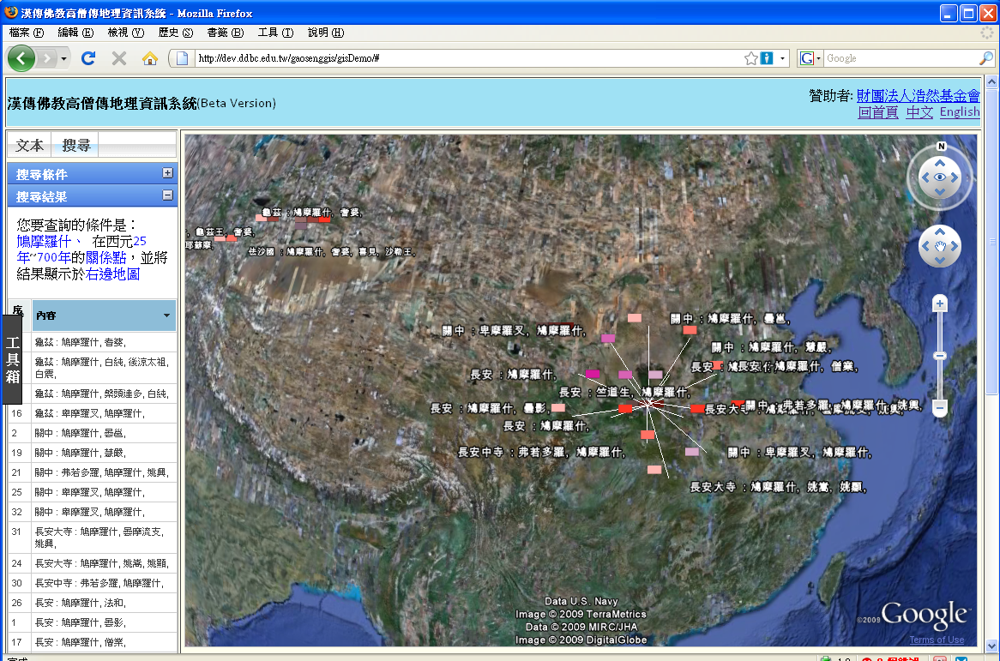 漢傳佛教高僧傳地理資訊系統 - Mozilla Firefox
檔案(F) 編輯(E) 檢視(V) 歷史(S) 書籤(B) 工具(T) 說明(H)
http://dev.ddbc.edu.tw/gaosenggis/gisDemo/#
Google
漢傳佛教高僧傳地理資訊系統(Beta Version)
贊助者: 財團法人浩然基金會
回首頁 中文 English
文本 搜尋
搜尋條件
搜尋結果
您要查詢的條件是：
鳩摩羅什、 在西元25
年~700年的關係點，並將
結果顯示於右邊地圖
序 內容
工具箱
龜茲 : 鳩摩羅什, 耆婆,
龜茲 : 鳩摩羅什, 白純, 後涼太祖,
白震,
龜茲 : 鳩摩羅什, 槃頭達多, 白純,
16 龜茲 : 卑摩羅叉, 鳩摩羅什,
2 關中 : 鳩摩羅什, 曇邕,
19 關中 : 鳩摩羅什, 慧嚴,
21 關中 : 弗若多羅, 鳩摩羅什, 姚興,
25 關中 : 卑摩羅叉, 鳩摩羅什,
32 關中 : 卑摩羅叉, 鳩摩羅什,
31 長安大寺 : 鳩摩羅什, 曇摩流支,
姚興,
24 長安大寺 : 鳩摩羅什, 姚嵩, 姚顯,
30 長安中寺 : 弗若多羅, 鳩摩羅什,
26 長安 : 鳩摩羅什, 法和,
1 長安 : 鳩摩羅什, 曇影,
17 長安 : 鳩摩羅什, 僧業,
龜茲 : 鳩摩羅什, 耆婆,
龜茲王, 耆婆,
耶蘇摩,
佉沙國 : 鳩摩羅什, 耆婆, 喜見, 沙勒王,
關中 : 卑摩羅叉, 鳩摩羅什,
關中 : 鳩摩羅什, 曇邕,
關中 : 鳩摩羅什, 慧嚴,
長安 : 鳩摩羅什, 僧業,
長安 : 鳩摩羅什,
長安 : 竺道生, 鳩摩羅什,
長安 : 鳩摩羅什, 曇影,
長安大寺
關中 : 弗若多羅, 鳩摩羅什, 姚興,
長安 : 鳩摩羅什,
長安中寺 : 弗若多羅, 鳩摩羅什,
關中 : 卑摩羅叉, 鳩摩羅什,
長安大寺 : 鳩摩羅什, 姚嵩, 姚顯,
N
Data U.S. Navy
Image © 2009 TerraMetrics
Data © 2009 MIRC/JHA
Image © 2009 DigitalGlobe
©2009 Google
Terms of Use